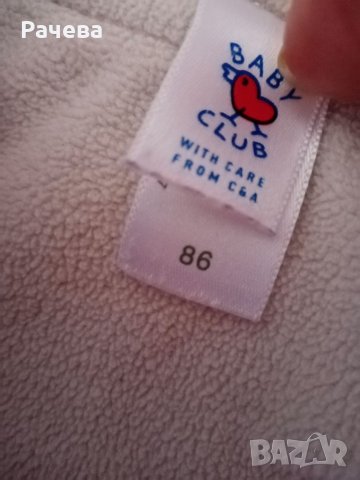 Рачева
BABY
CLUB
WITH CARE
FROM C&A
86
BAZAR